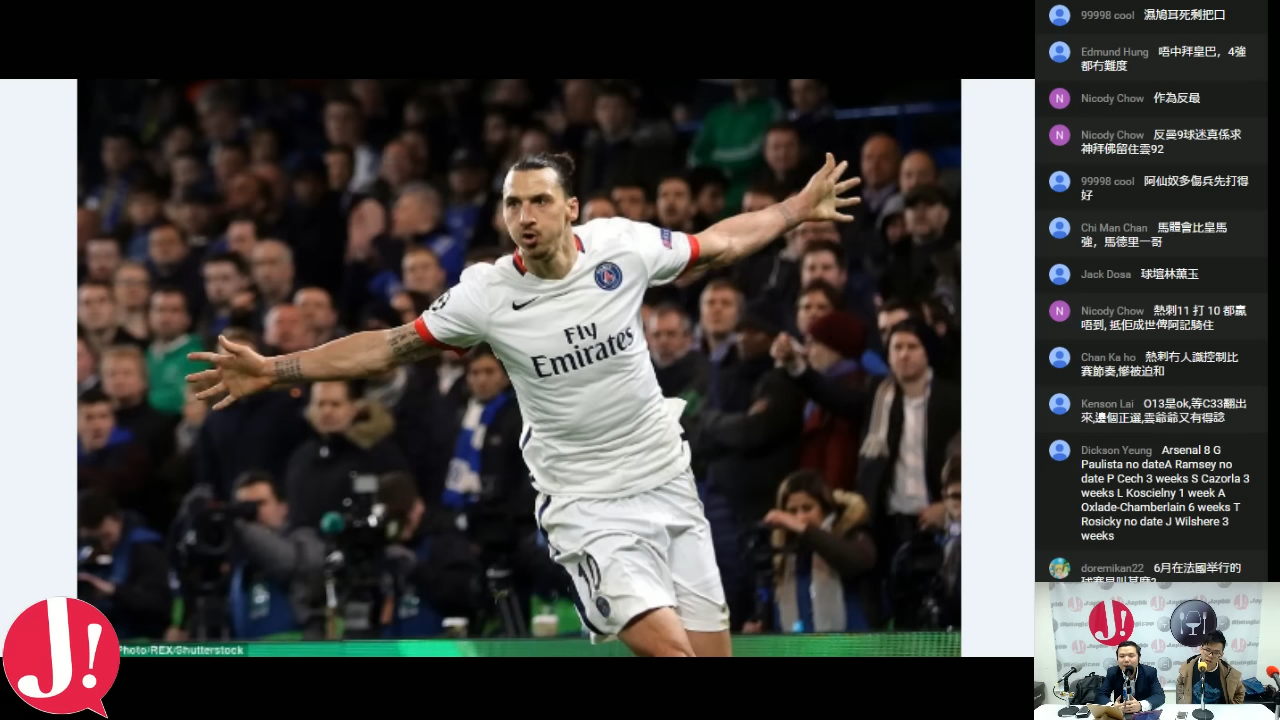 99998 cool 濕鳩耳死剩把口
Edmund Hung 唔中拜皇巴，4強
都冇難度
Nicody Chow 作為反曼
Nicody Chow 反曼9球迷真係求
神拜佛留住雲92
99998 cool 阿仙奴多傷兵先打得
好
Chi Man Chan 馬體會比皇馬
強，馬德里一哥
Jack Dosa 球壇林黛玉
Nicody Chow 熱刺11 打 10 都贏
唔到, 抵佢成世俾阿記騎住
Chan Ka ho 熱刺冇人識控制比
賽節奏,慘被迫和
Kenson Lai O13是ok,等C33翻出
來,邊個正選,雲爺爺又有得諗
Dickson Yeung Arsenal 8 G
Paulista no dateA Ramsey no
date P Cech 3 weeks S Cazorla 3
weeks L Koscielny 1 week A
Oxlade-Chamberlain 6 weeks T
Rosicky no date J Wilshere 3
weeks
doremikan22 6月在法國举行的
Fly
Emirates
10
Photo/REX/Shutterstock
J!